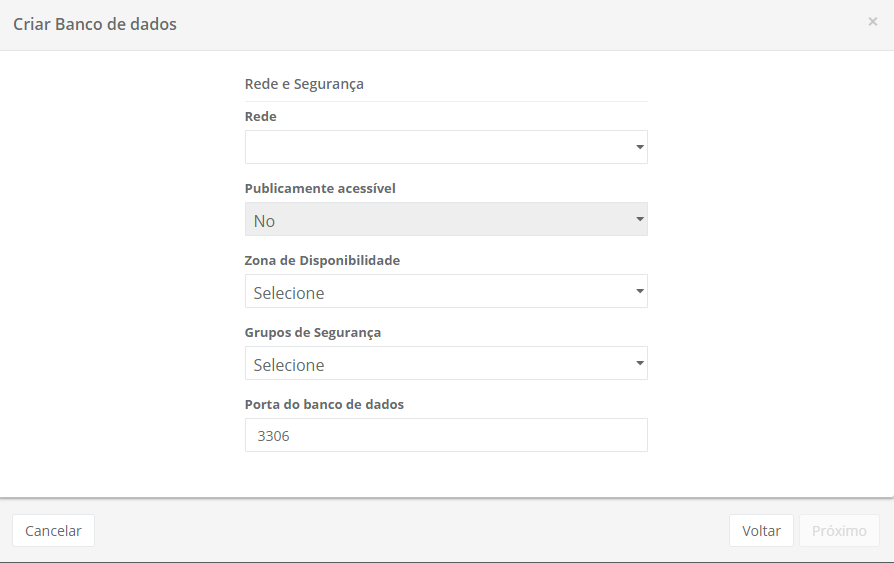 Criar Banco de dados
×
Rede e Segurança
Rede
Publicamente acessível
No
Zona de Disponibilidade
Selecione
Grupos de Segurança
Selecione
Porta do banco de dados
3306
Cancelar
Voltar
Próximo